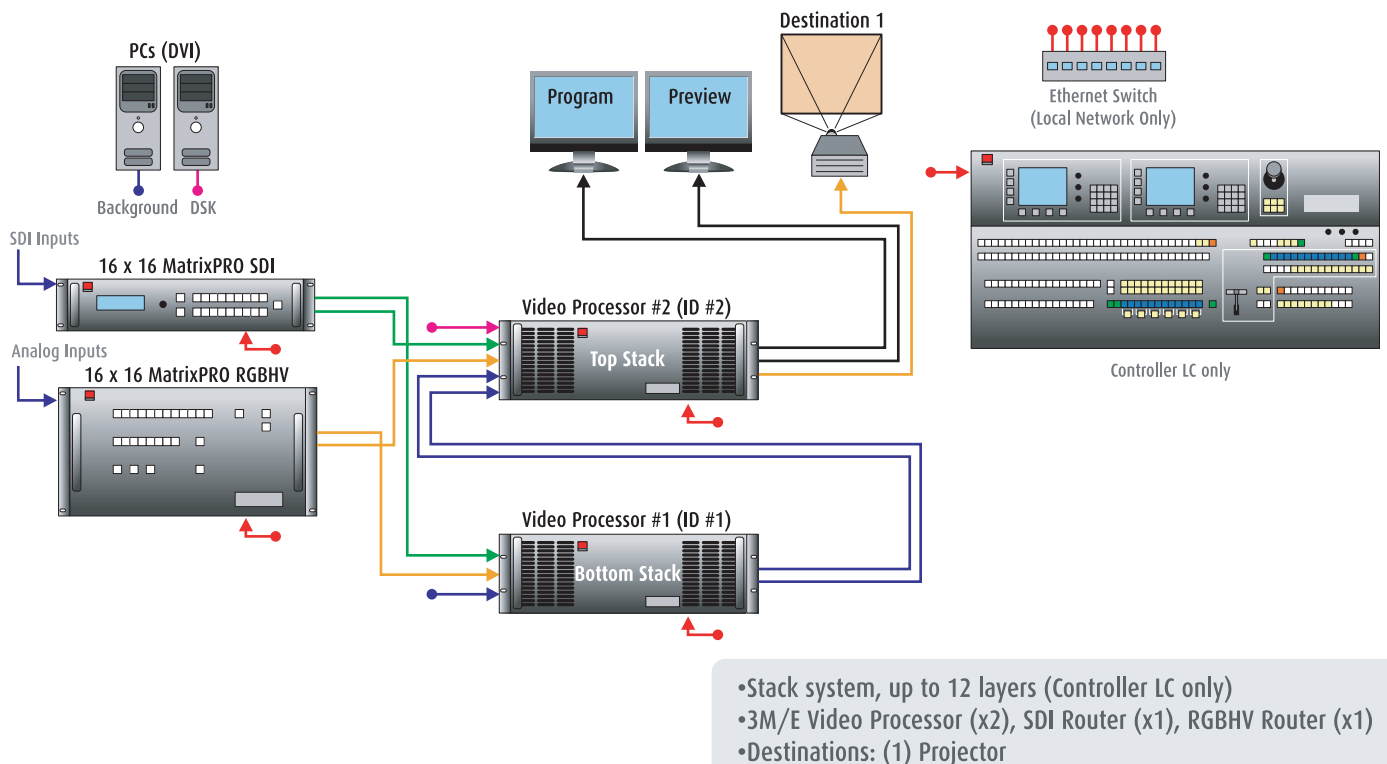 PCs (DVI)
Background DSK
SDI Inputs
16 x 16 MatrixPRO SDI
Analog Inputs
16 x 16 MatrixPRO RGBHV
Program
Preview
Destination 1
Video Processor #2 (ID #2)
Top Stack
Video Processor #1 (ID #1)
Bottom Stack
Ethernet Switch
(Local Network Only)
Controller LC only
•Stack system, up to 12 layers (Controller LC only)
•3M/E Video Processor (x2), SDI Router (x1), RGBHV Router (x1)
•Destinations: (1) Projector